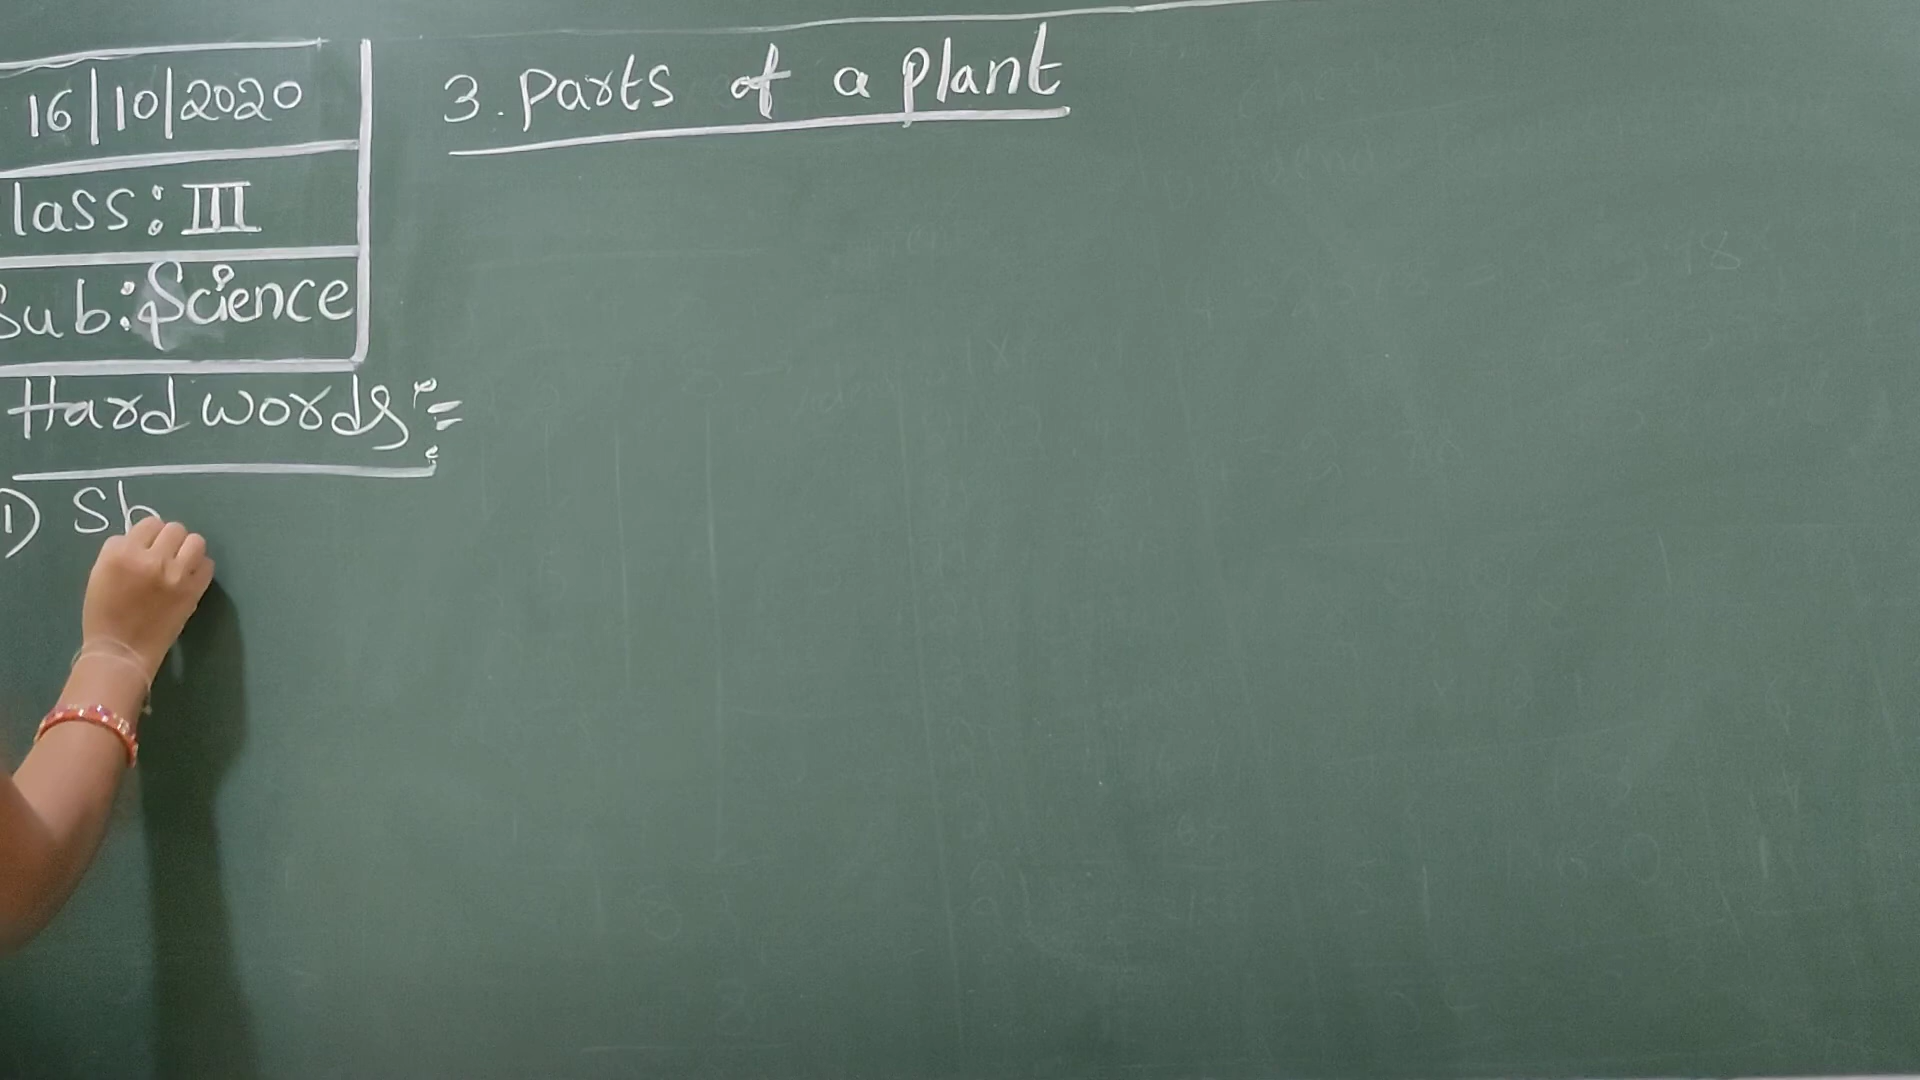 16/10/2020
lass: III
Sub: Science
3. Parts of a plant
Hard words:=
1) Sh